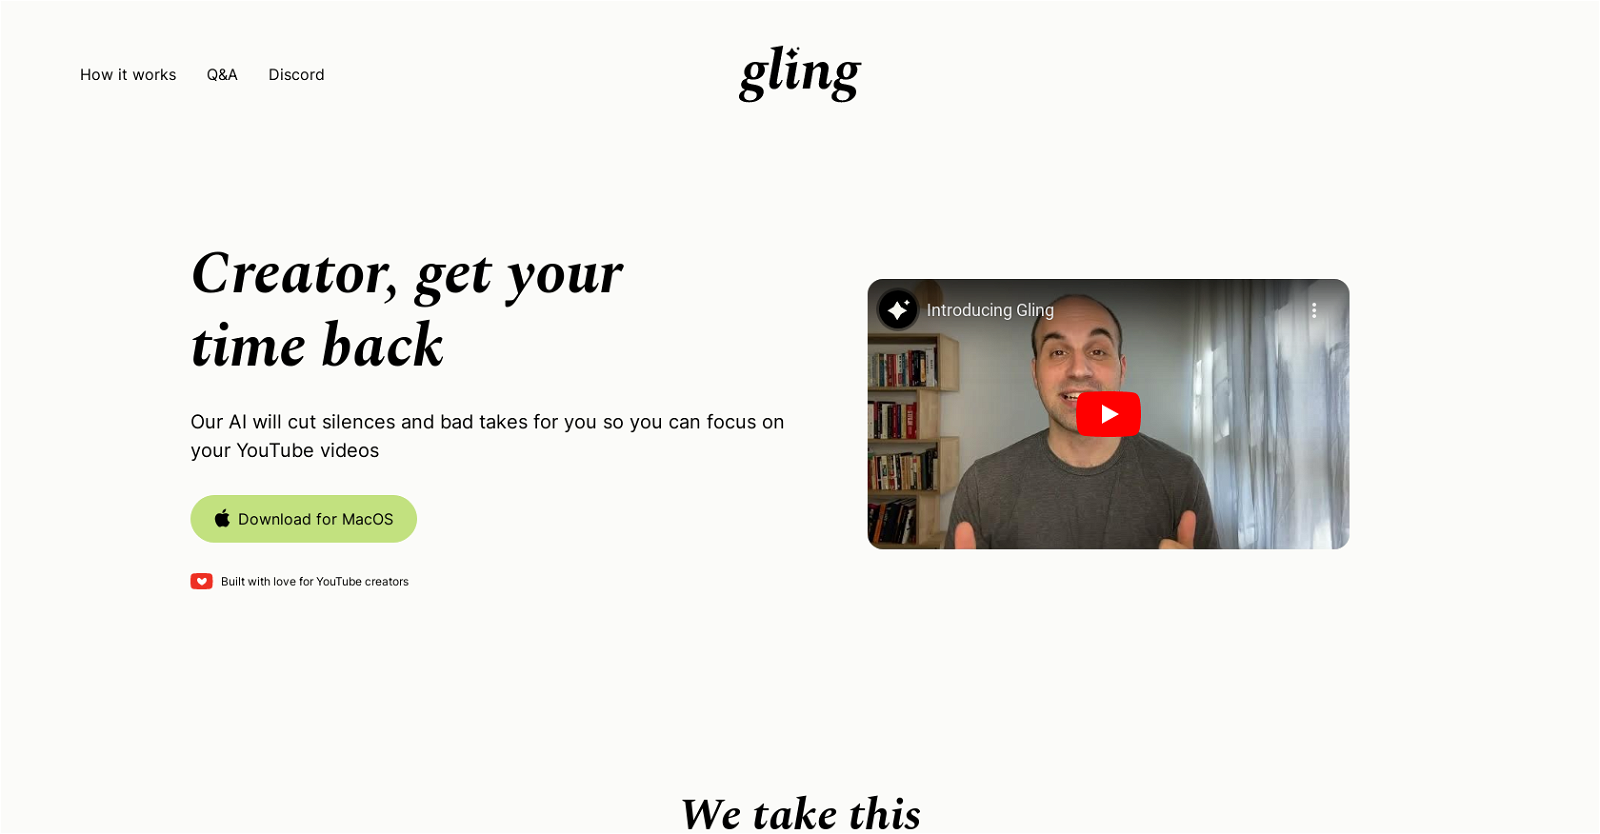 How it works
Q&A
Discord
gling
Creator, get your
time back
Our AI will cut silences and bad takes for you so you can focus on
your YouTube videos
Download for MacOS
Built with love for YouTube creators
Introducing Gling
We take this